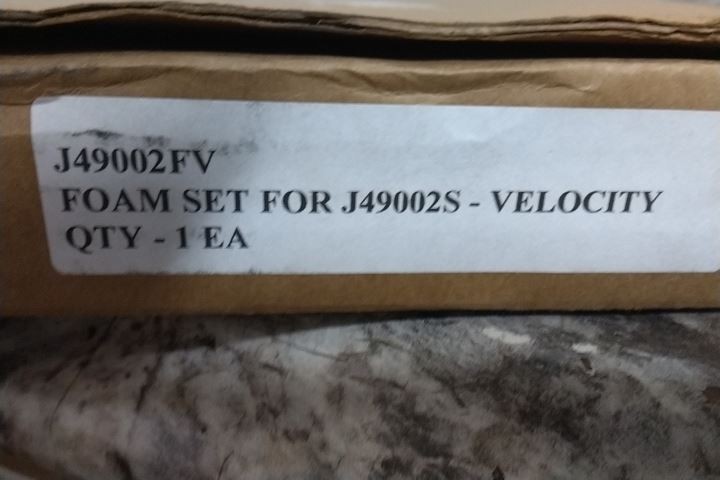 J49002FV
FOAM SET FOR J49002S - VELOCITY
QTY - 1 EA